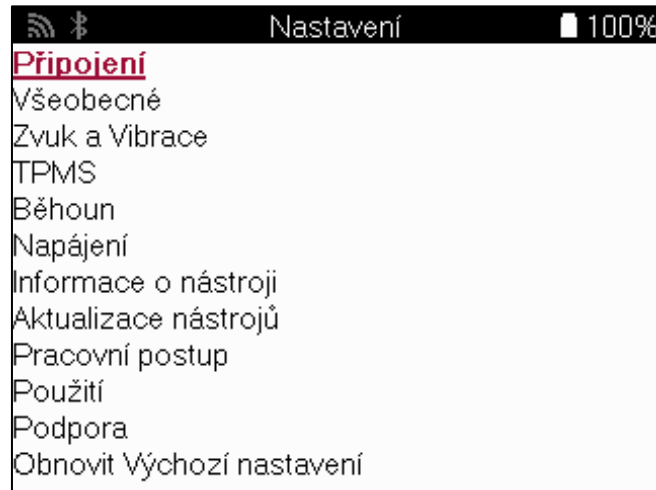 Nastavení 100%
Připojení
Všeobecné
Zvuk a Vibrace
TPMS
Běhoun
Napájení
Informace o nástroji
Aktualizace nástrojů
Pracovní postup
Použití
Podpora
Obnovit Výchozí nastavení